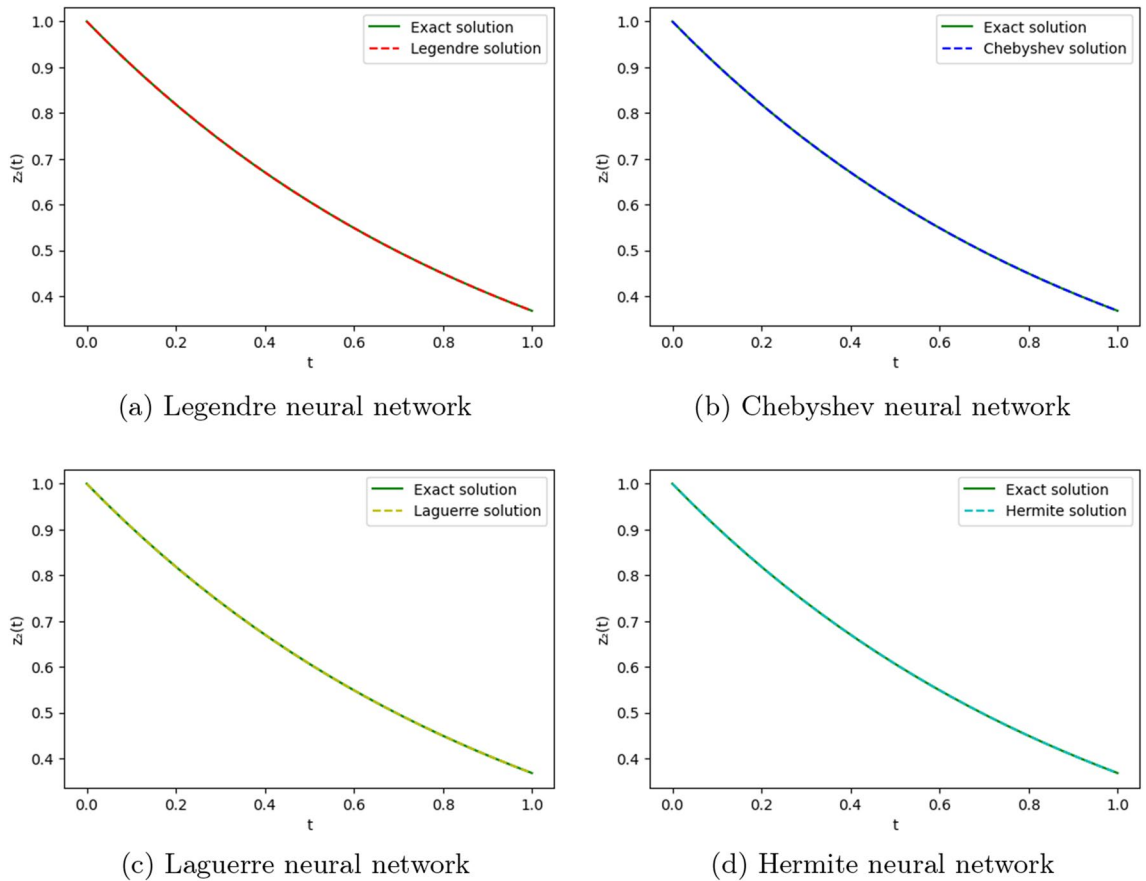 Exact solution
Legendre solution
1.0
0.9
0.8
0.7
0.6
0.5
0.4
z₂(t)
0.0 0.2 0.4 0.6 0.8 1.0
t
(a) Legendre neural network
Exact solution
Chebyshev solution
1.0
0.9
0.8
0.7
0.6
0.5
0.4
z₂(t)
0.0 0.2 0.4 0.6 0.8 1.0
t
(b) Chebyshev neural network
Exact solution
Laguerre solution
1.0
0.9
0.8
0.7
0.6
0.5
0.4
z₂(t)
0.0 0.2 0.4 0.6 0.8 1.0
t
(c) Laguerre neural network
Exact solution
Hermite solution
1.0
0.9
0.8
0.7
0.6
0.5
0.4
z₂(t)
0.0 0.2 0.4 0.6 0.8 1.0
t
(d) Hermite neural network